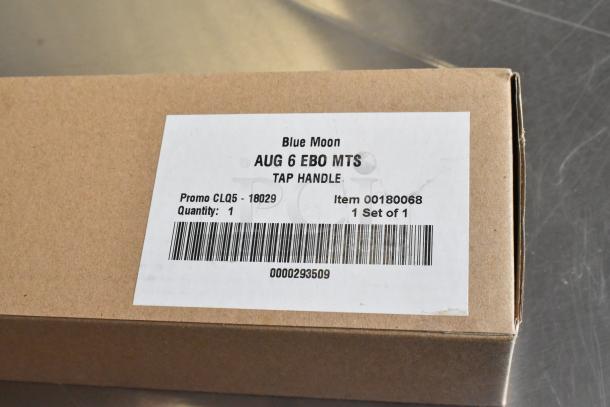 Blue Moon
AUG 6 EBO MTS
TAP HANDLE
Promo CLQ5 - 18029 Item 00180068
Quantity: 1 1 Set of 1
0000293509